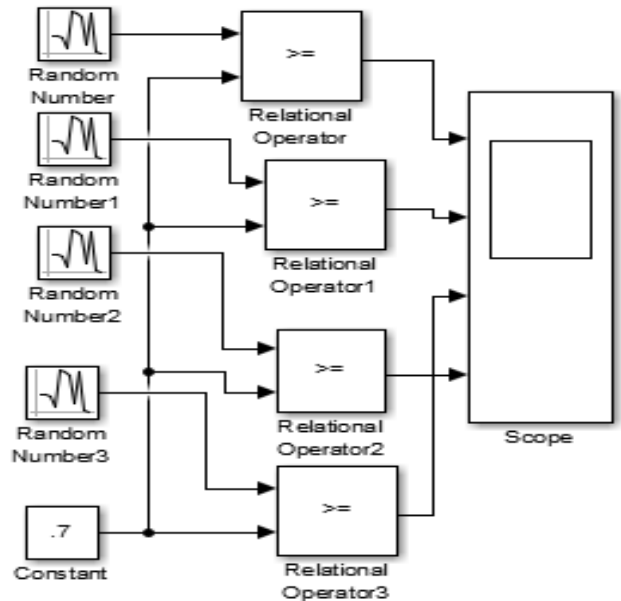 >=
Random
Number
Relational
Operator
Random
Number1
>=
Relational
Operator1
Random
Number2
>=
Relational
Operator2
Scope
Random
Number3
>=
Relational
Operator3
.7
Constant